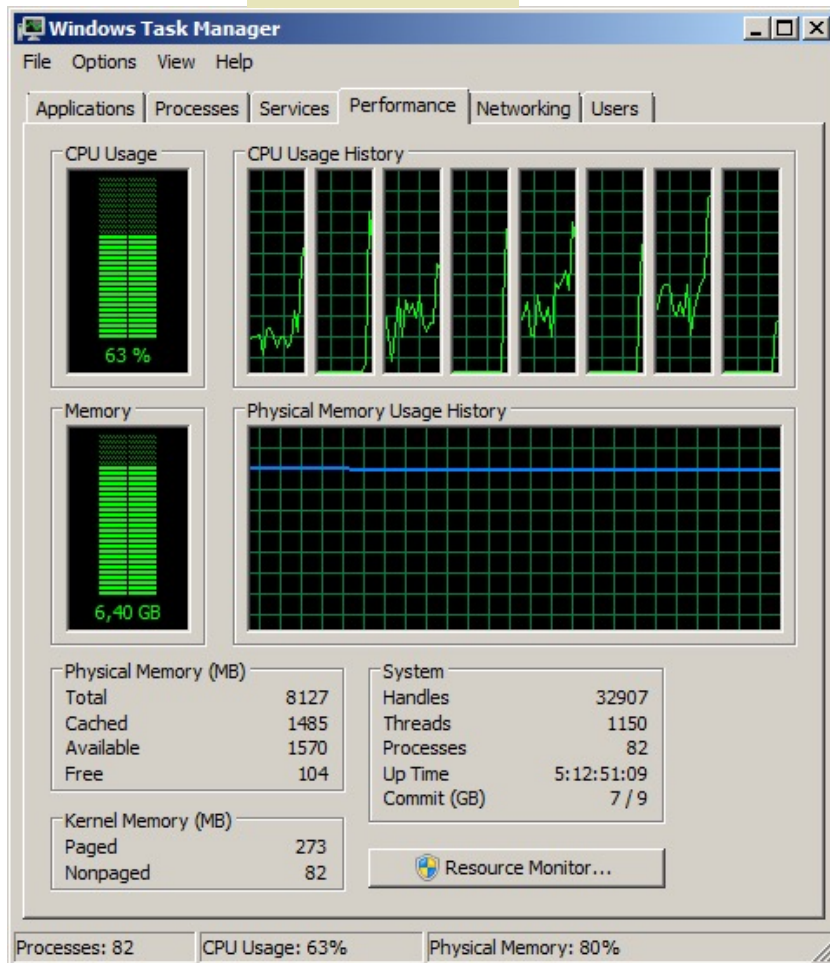 Windows Task Manager
File Options View Help
Applications Processes Services Performance Networking Users
CPU Usage
CPU Usage History
63 %
Memory
Physical Memory Usage History
6,40 GB
Physical Memory (MB)
Total 8127
Cached 1485
Available 1570
Free 104
System
Handles 32907
Threads 1150
Processes 82
Up Time 5:12:51:09
Commit (GB) 7 / 9
Kernel Memory (MB)
Paged 273
Nonpaged 82
Resource Monitor...
Processes: 82 CPU Usage: 63% Physical Memory: 80%